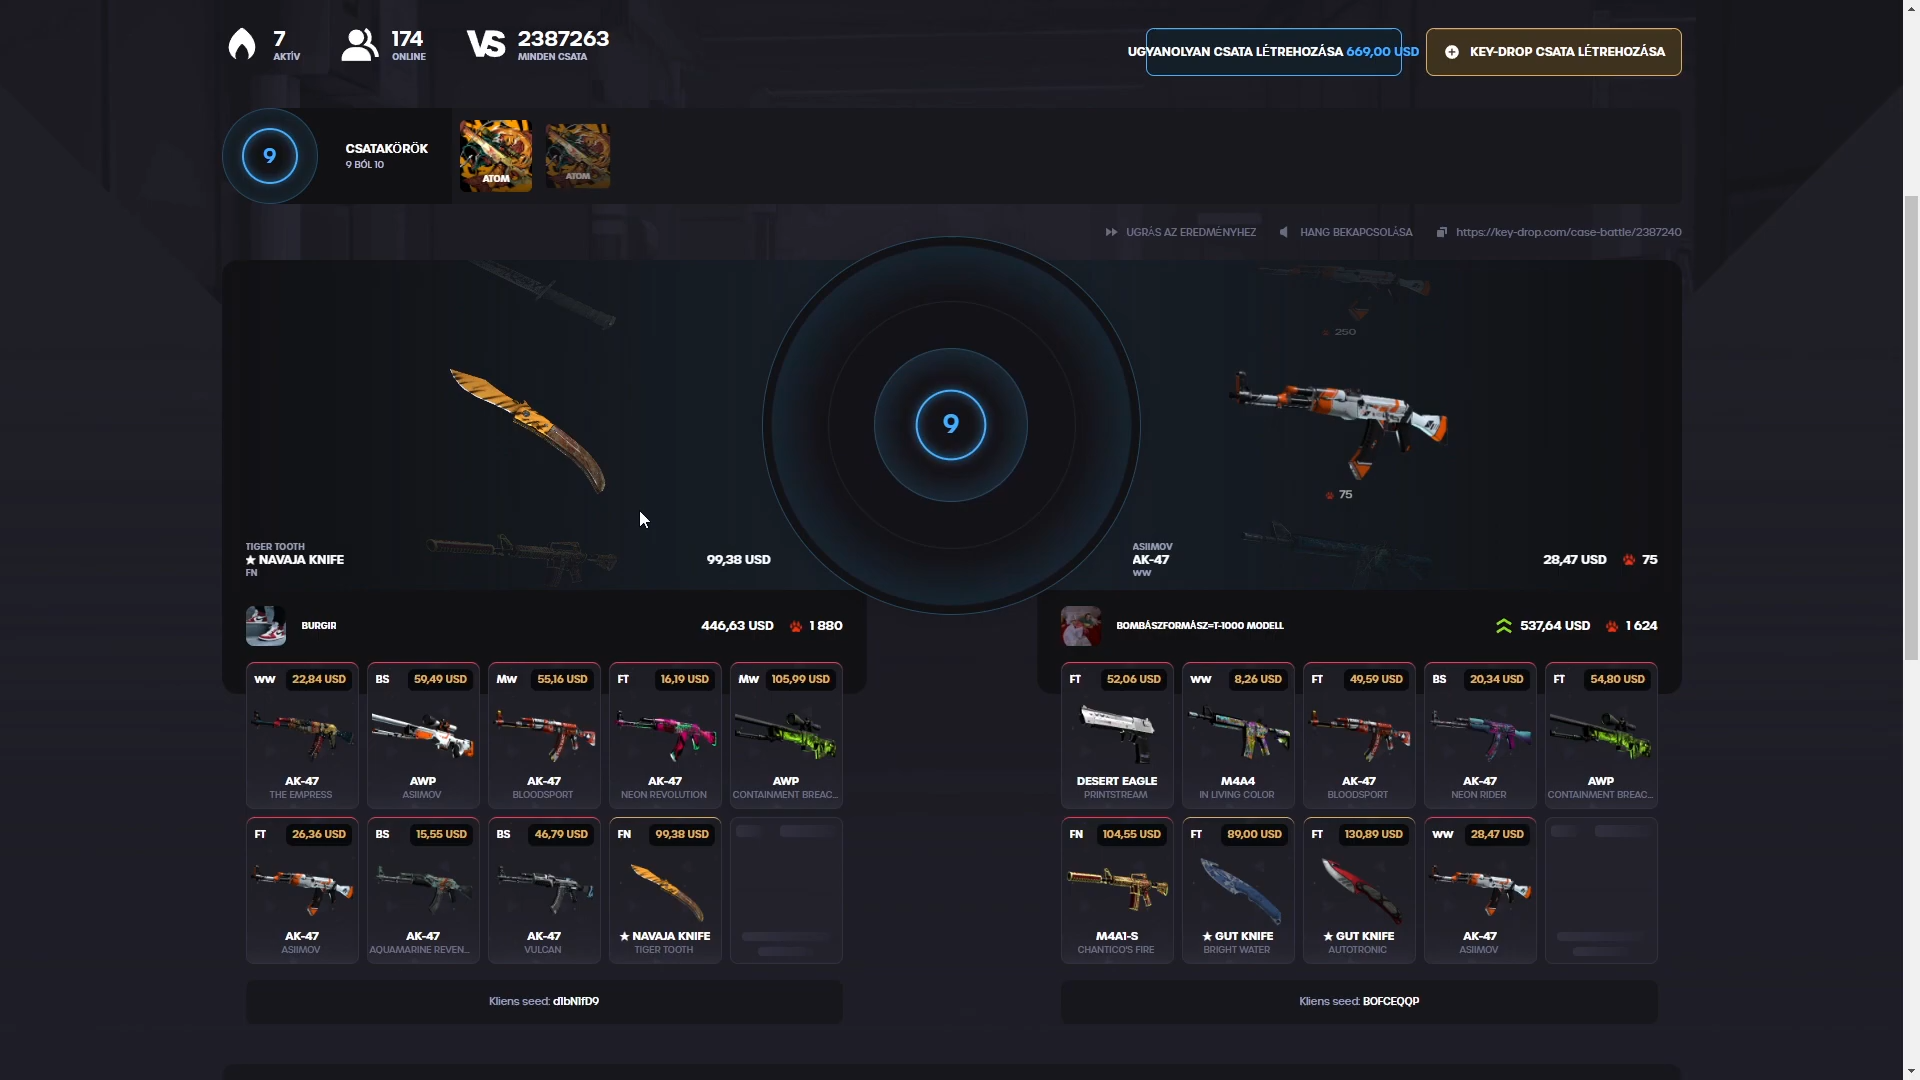 7
AKTÍV
174
ONLINE
VS
2387263
MINDEN CSATA
UGYANOLYAN CSATA LÉTREHOZÁSA 669,00 USD
KEY-DROP CSATA LÉTREHOZÁSA
9
CSATAKÖRÖK
9 BÓL 10
ATOM
ATOM
UGRÁS AZ EREDMÉNYHEZ
HANG BEKAPCSOLÁSA
https://key-drop.com/case-battle/2387240
250
9
75
TIGER TOOTH
★ NAVAJA KNIFE
FN
99,38 USD
ASIIMOV
AK-47
WW
28,47 USD
75
BURGIR
446,63 USD
1 880
BOMBÁSZFORMÁSZ=T-1000 MODELL
537,64 USD
1 624
WW 22,84 USD
AK-47
THE EMPRESS
BS 59,49 USD
AWP
ASIIMOV
MW 55,16 USD
AK-47
BLOODSPORT
FT 16,19 USD
AK-47
NEON REVOLUTION
MW 105,99 USD
AWP
CONTAINMENT BREAC...
FT 52,06 USD
DESERT EAGLE
PRINTSTREAM
WW 8,26 USD
M4A4
IN LIVING COLOR
FT 49,59 USD
AK-47
BLOODSPORT
BS 20,34 USD
AK-47
NEON RIDER
FT 54,80 USD
AWP
CONTAINMENT BREAC...
FT 26,36 USD
AK-47
ASIIMOV
BS 15,55 USD
AK-47
AQUAMARINE REVEN...
BS 46,79 USD
AK-47
VULCAN
FN 99,38 USD
★ NAVAJA KNIFE
TIGER TOOTH
FN 104,55 USD
M4A1-S
CHANTICO'S FIRE
FT 89,00 USD
★ GUT KNIFE
BRIGHT WATER
FT 130,89 USD
★ GUT KNIFE
AUTOTRONIC
WW 28,47 USD
AK-47
ASIIMOV
Kliens seed: d1bN1fD9
Kliens seed: BOFCEQQP